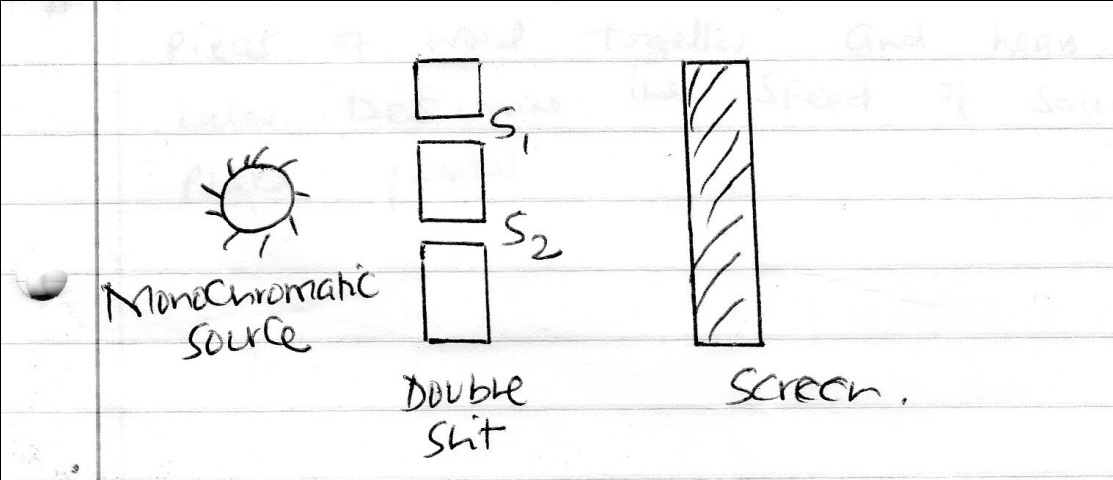 S1
S2
Monochromatic
source
Double
slit
Screen.